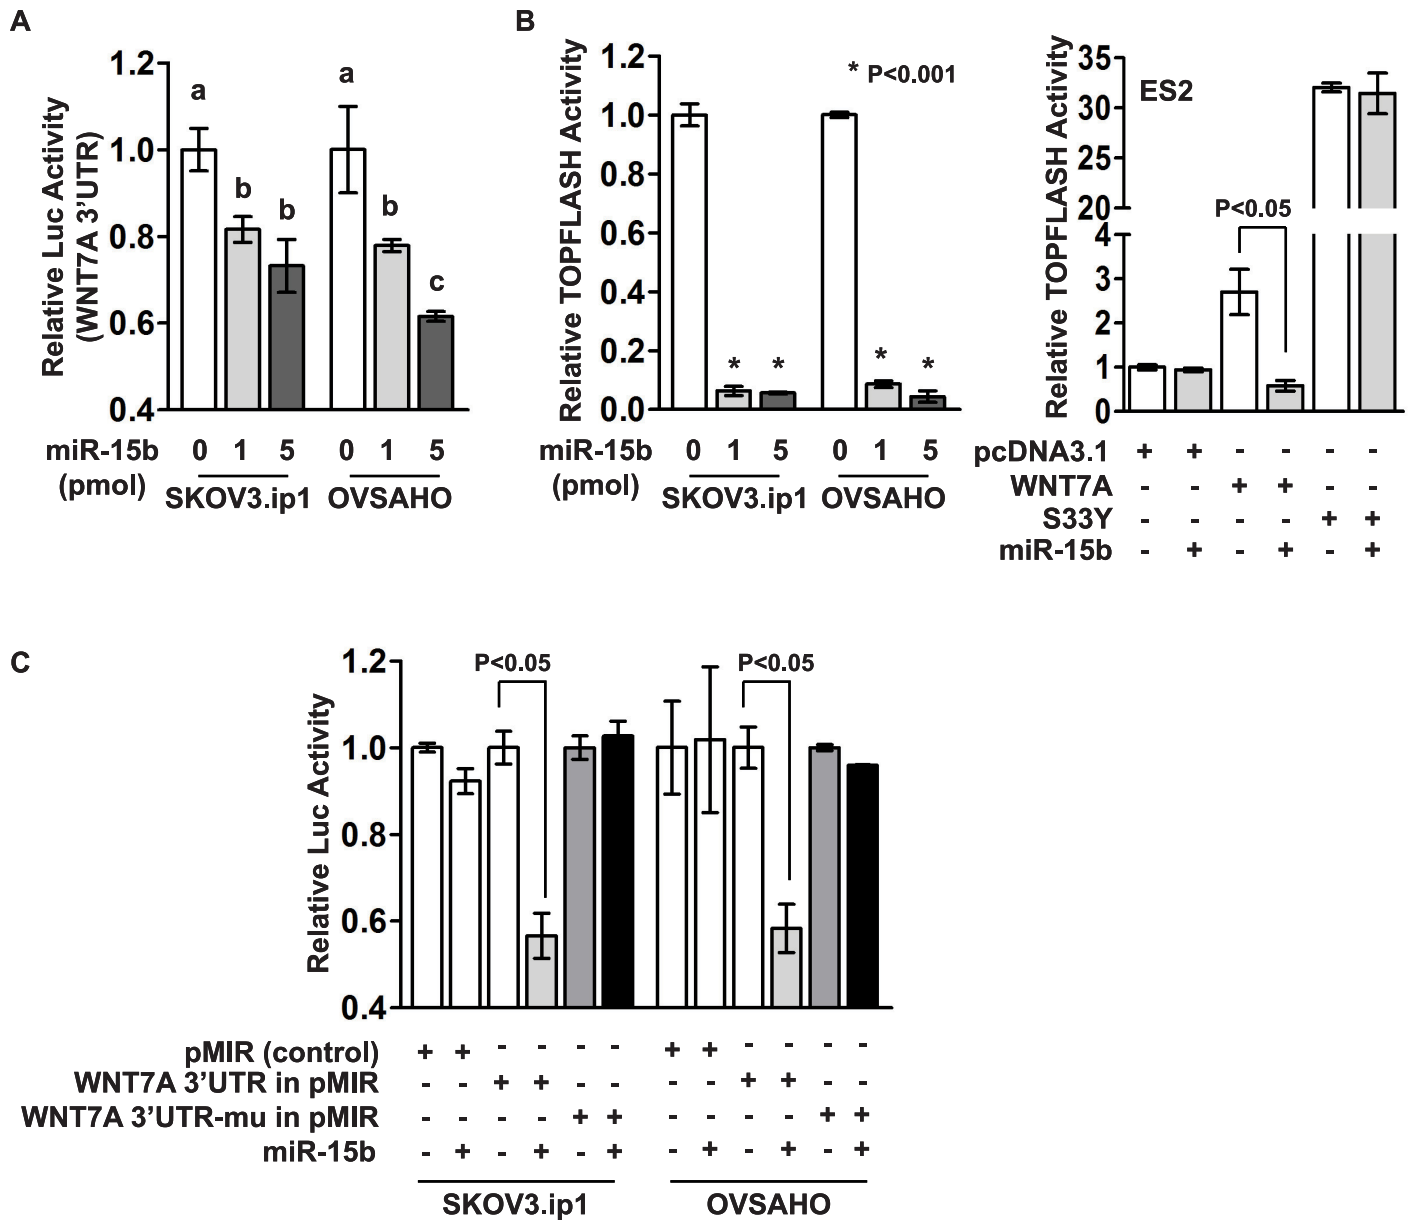 A
Relative Luc Activity
(WNT7A 3’UTR)
1.2
1.0
0.8
0.6
0.4
a
b
b
a
b
c
miR-15b 0 1 5 0 1 5
(pmol) SKOV3.ip1 OVSAHO
B
Relative TOPFLASH Activity
1.2
1.0
0.8
0.6
0.4
0.2
0.0
* P<0.001
* * * *
miR-15b 0 1 5 0 1 5
(pmol) SKOV3.ip1 OVSAHO
Relative TOPFLASH Activity
35
30
25
20
4
3
2
1
0
ES2
P<0.05
pcDNA3.1 + + - - - -
WNT7A - - + + - -
S33Y - - - - + +
miR-15b - + - + - +
C
Relative Luc Activity
1.2
1.0
0.8
0.6
0.4
P<0.05
P<0.05
pMIR (control) + + - - - - + + - - - -
WNT7A 3’UTR in pMIR - - + + - - - - + + - -
WNT7A 3’UTR-mu in pMIR - - - - + + - - - - + +
miR-15b - + - + - + - + - + - +
SKOV3.ip1 OVSAHO